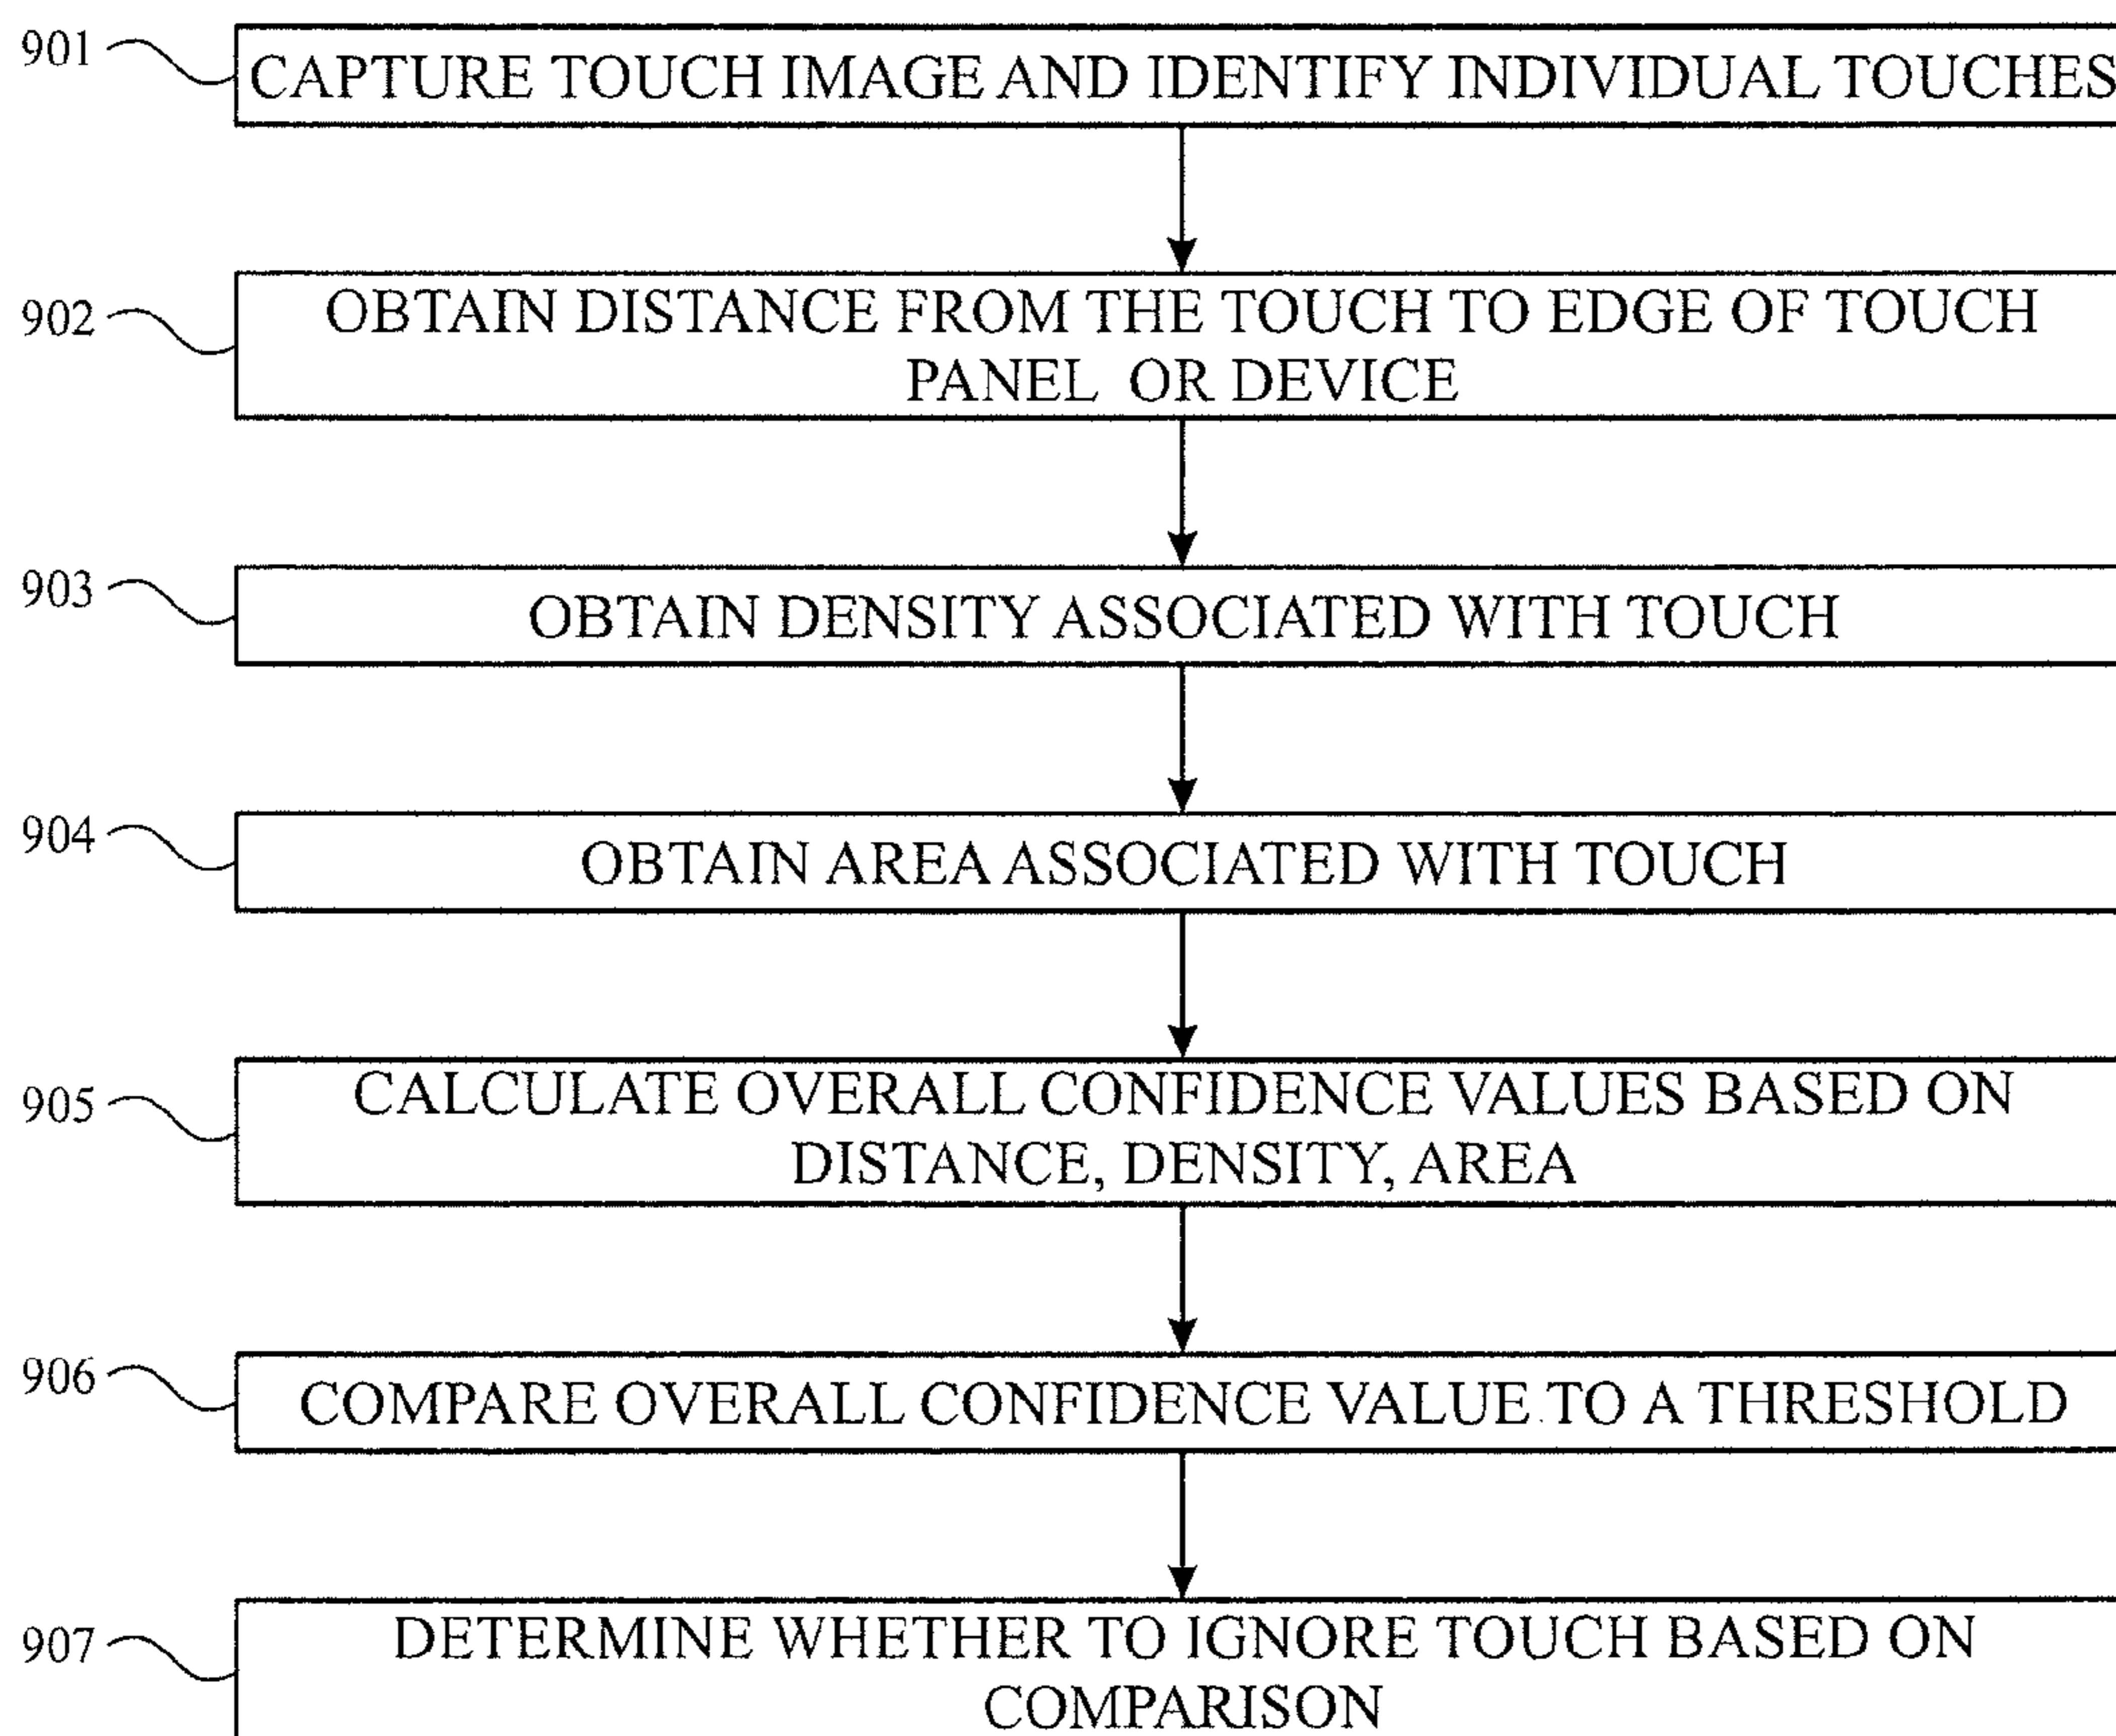 901
CAPTURE TOUCH IMAGE AND IDENTIFY INDIVIDUAL TOUCHES
902
OBTAIN DISTANCE FROM THE TOUCH TO EDGE OF TOUCH
PANEL OR DEVICE
903
OBTAIN DENSITY ASSOCIATED WITH TOUCH
904
OBTAIN AREA ASSOCIATED WITH TOUCH
905
CALCULATE OVERALL CONFIDENCE VALUES BASED ON
DISTANCE, DENSITY, AREA
906
COMPARE OVERALL CONFIDENCE VALUE TO A THRESHOLD
907
DETERMINE WHETHER TO IGNORE TOUCH BASED ON
COMPARISON